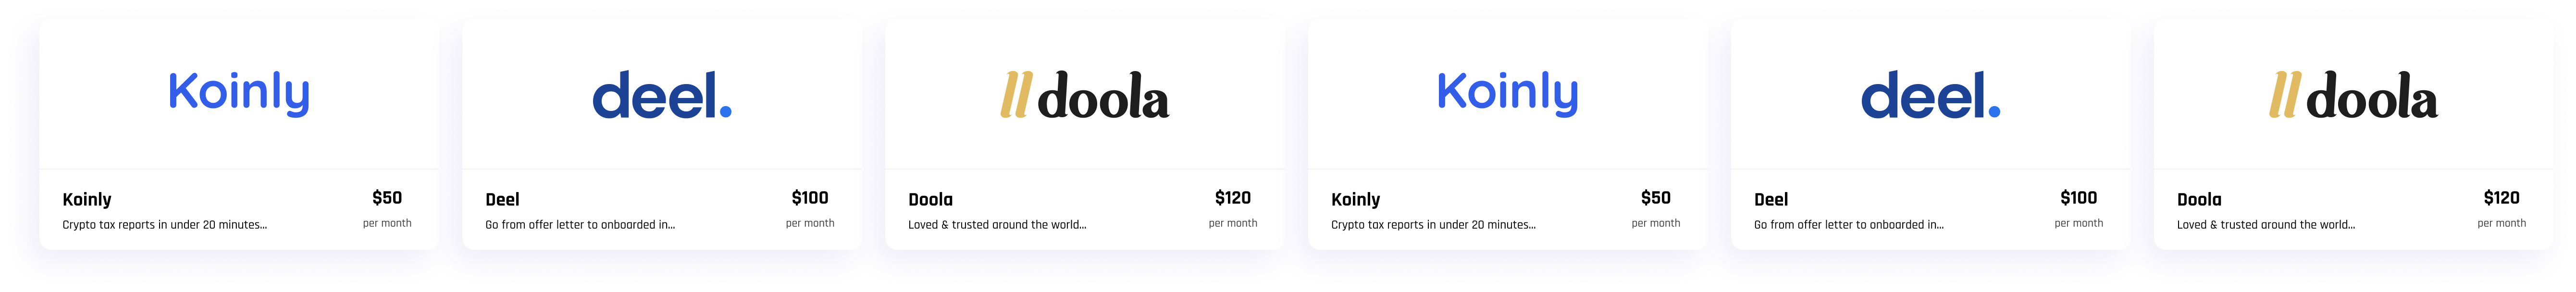 Koinly
Koinly
$50
Crypto tax reports in under 20 minutes...
per month
deel.
Deel
$100
Go from offer letter to onboarded in...
per month
doola
Doola
$120
Loved & trusted around the world...
per month
Koinly
Koinly
$50
Crypto tax reports in under 20 minutes...
per month
deel.
Deel
$100
Go from offer letter to onboarded in...
per month
doola
Doola
$120
Loved & trusted around the world...
per month